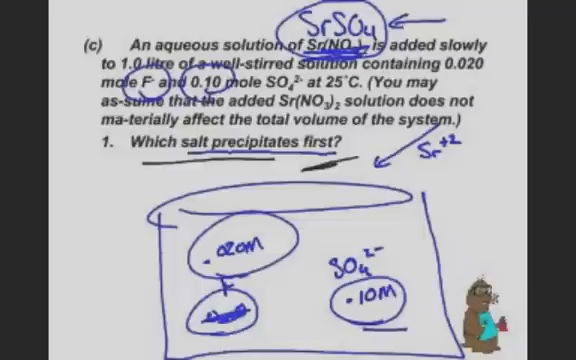 SrSO4
(c) An aqueous solution of Sr(NO3)2 is added slowly
to 1.0 litre of a well-stirred solution containing 0.020
mole F- and 0.10 mole SO4 2- at 25˚C. (You may
as-sume that the added Sr(NO3)2 solution does not
ma-terially affect the total volume of the system.)
1. Which salt precipitates first?
Sr+2
.020M
SO4 2-
.10M